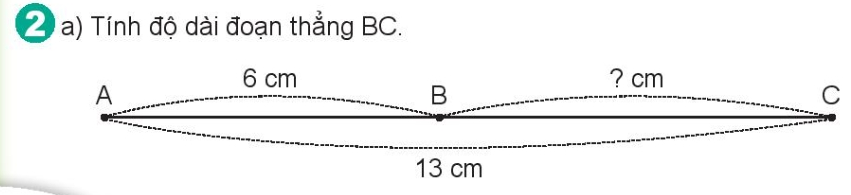 2 a) Tính độ dài đoạn thẳng BC.
6 cm ? cm
A B C
13 cm